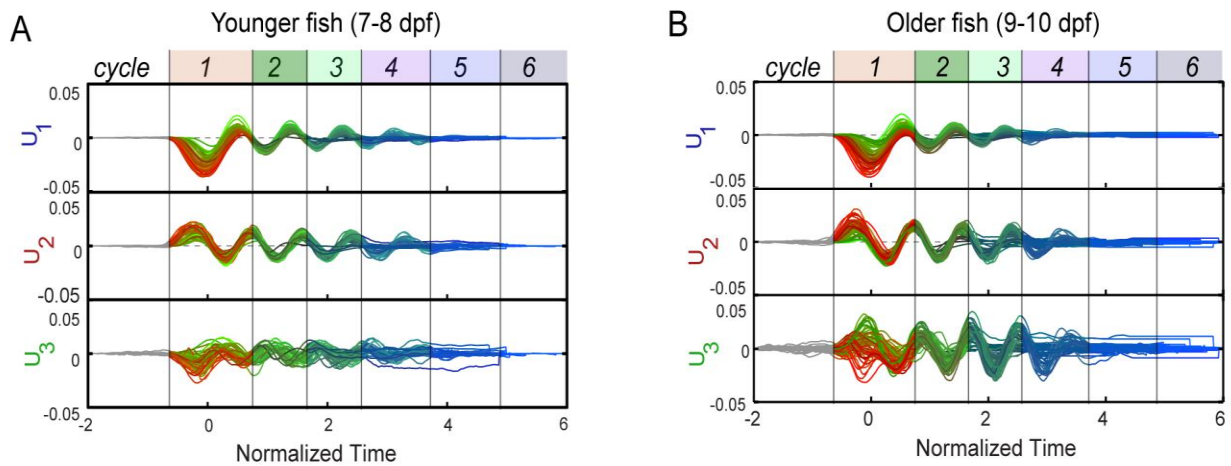 A
Younger fish (7-8 dpf)
cycle 1 2 3 4 5 6
0.05
0
-0.05
U1
0.05
0
-0.05
U2
0.05
0
-0.05
U3
-2 0 2 4 6
Normalized Time
B
Older fish (9-10 dpf)
cycle 1 2 3 4 5 6
0.05
0
-0.05
U1
0.05
0
-0.05
U2
0.05
0
-0.05
U3
-2 0 2 4 6
Normalized Time